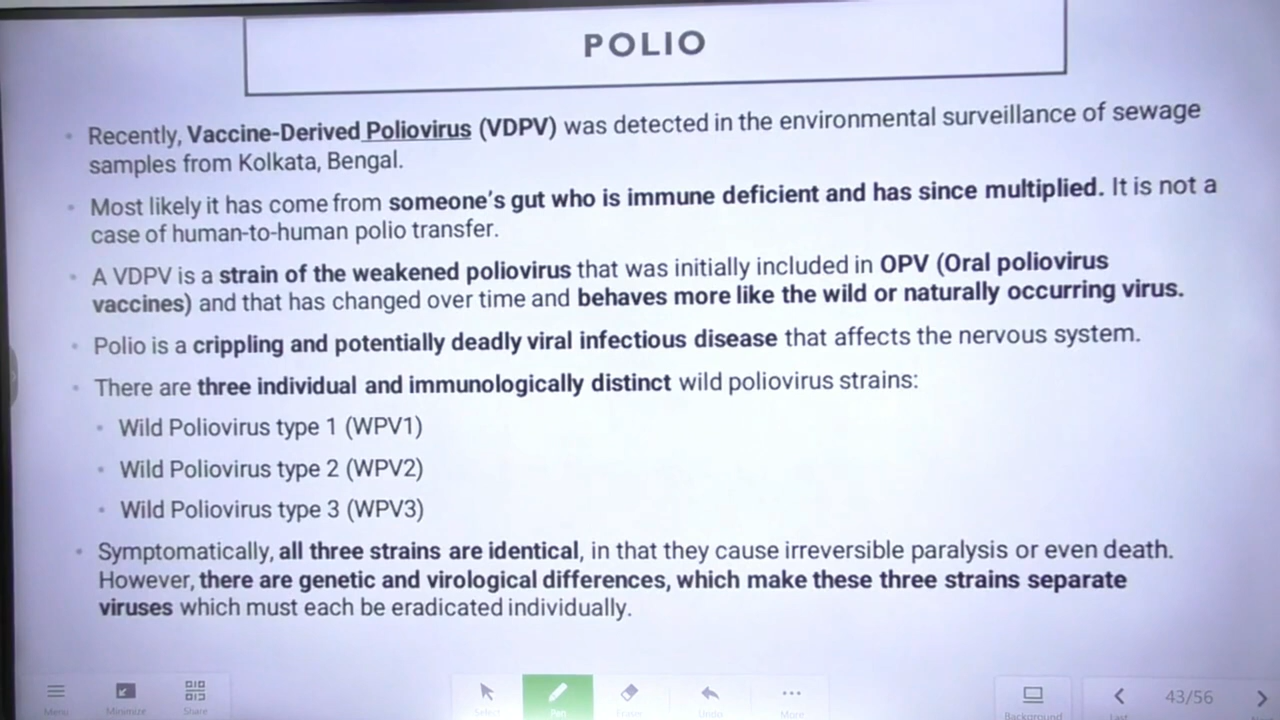 POLIO
Recently, Vaccine-Derived Poliovirus (VDPV) was detected in the environmental surveillance of sewage
samples from Kolkata, Bengal.
Most likely it has come from someone's gut who is immune deficient and has since multiplied. It is not a
case of human-to-human polio transfer.
A VDPV is a strain of the weakened poliovirus that was initially included in OPV (Oral poliovirus
vaccines) and that has changed over time and behaves more like the wild or naturally occurring virus.
Polio is a crippling and potentially deadly viral infectious disease that affects the nervous system.
There are three individual and immunologically distinct wild poliovirus strains:
Wild Poliovirus type 1 (WPV1)
Wild Poliovirus type 2 (WPV2)
Wild Poliovirus type 3 (WPV3)
Symptomatically, all three strains are identical, in that they cause irreversible paralysis or even death.
However, there are genetic and virological differences, which make these three strains separate
viruses which must each be eradicated individually.
43/56
Menu Minimize Share Select Pen Eraser Undo More Background Last